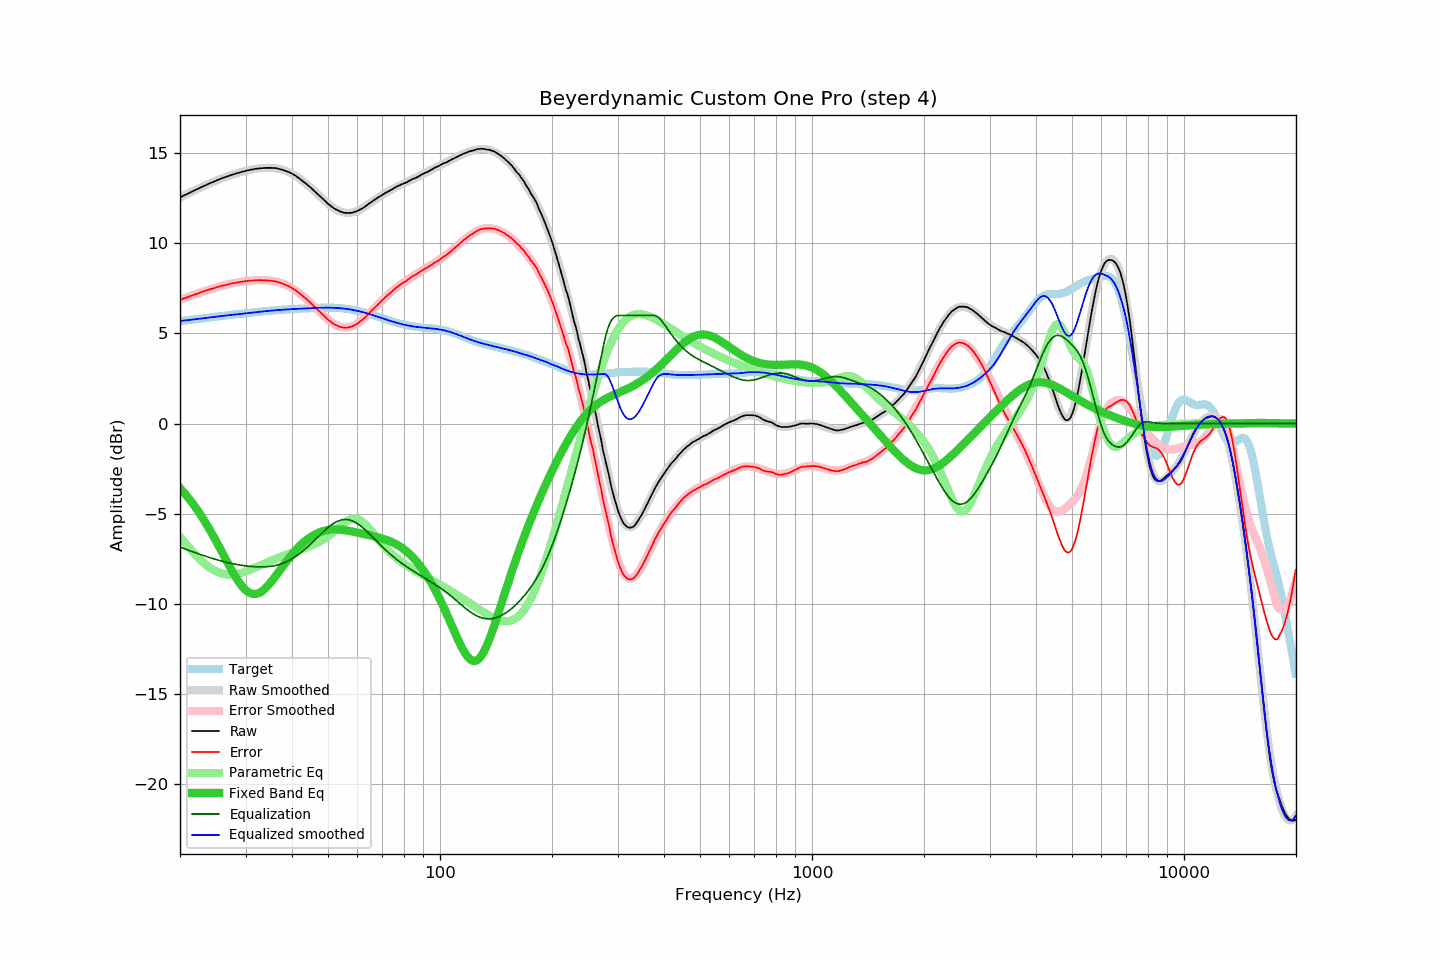 Beyerdynamic Custom One Pro (step 4)
Amplitude (dBr)
15
10
5
0
−5
−10
−15
−20
Target
Raw Smoothed
Error Smoothed
Raw
Error
Parametric Eq
Fixed Band Eq
Equalization
Equalized smoothed
100
1000
10000
Frequency (Hz)